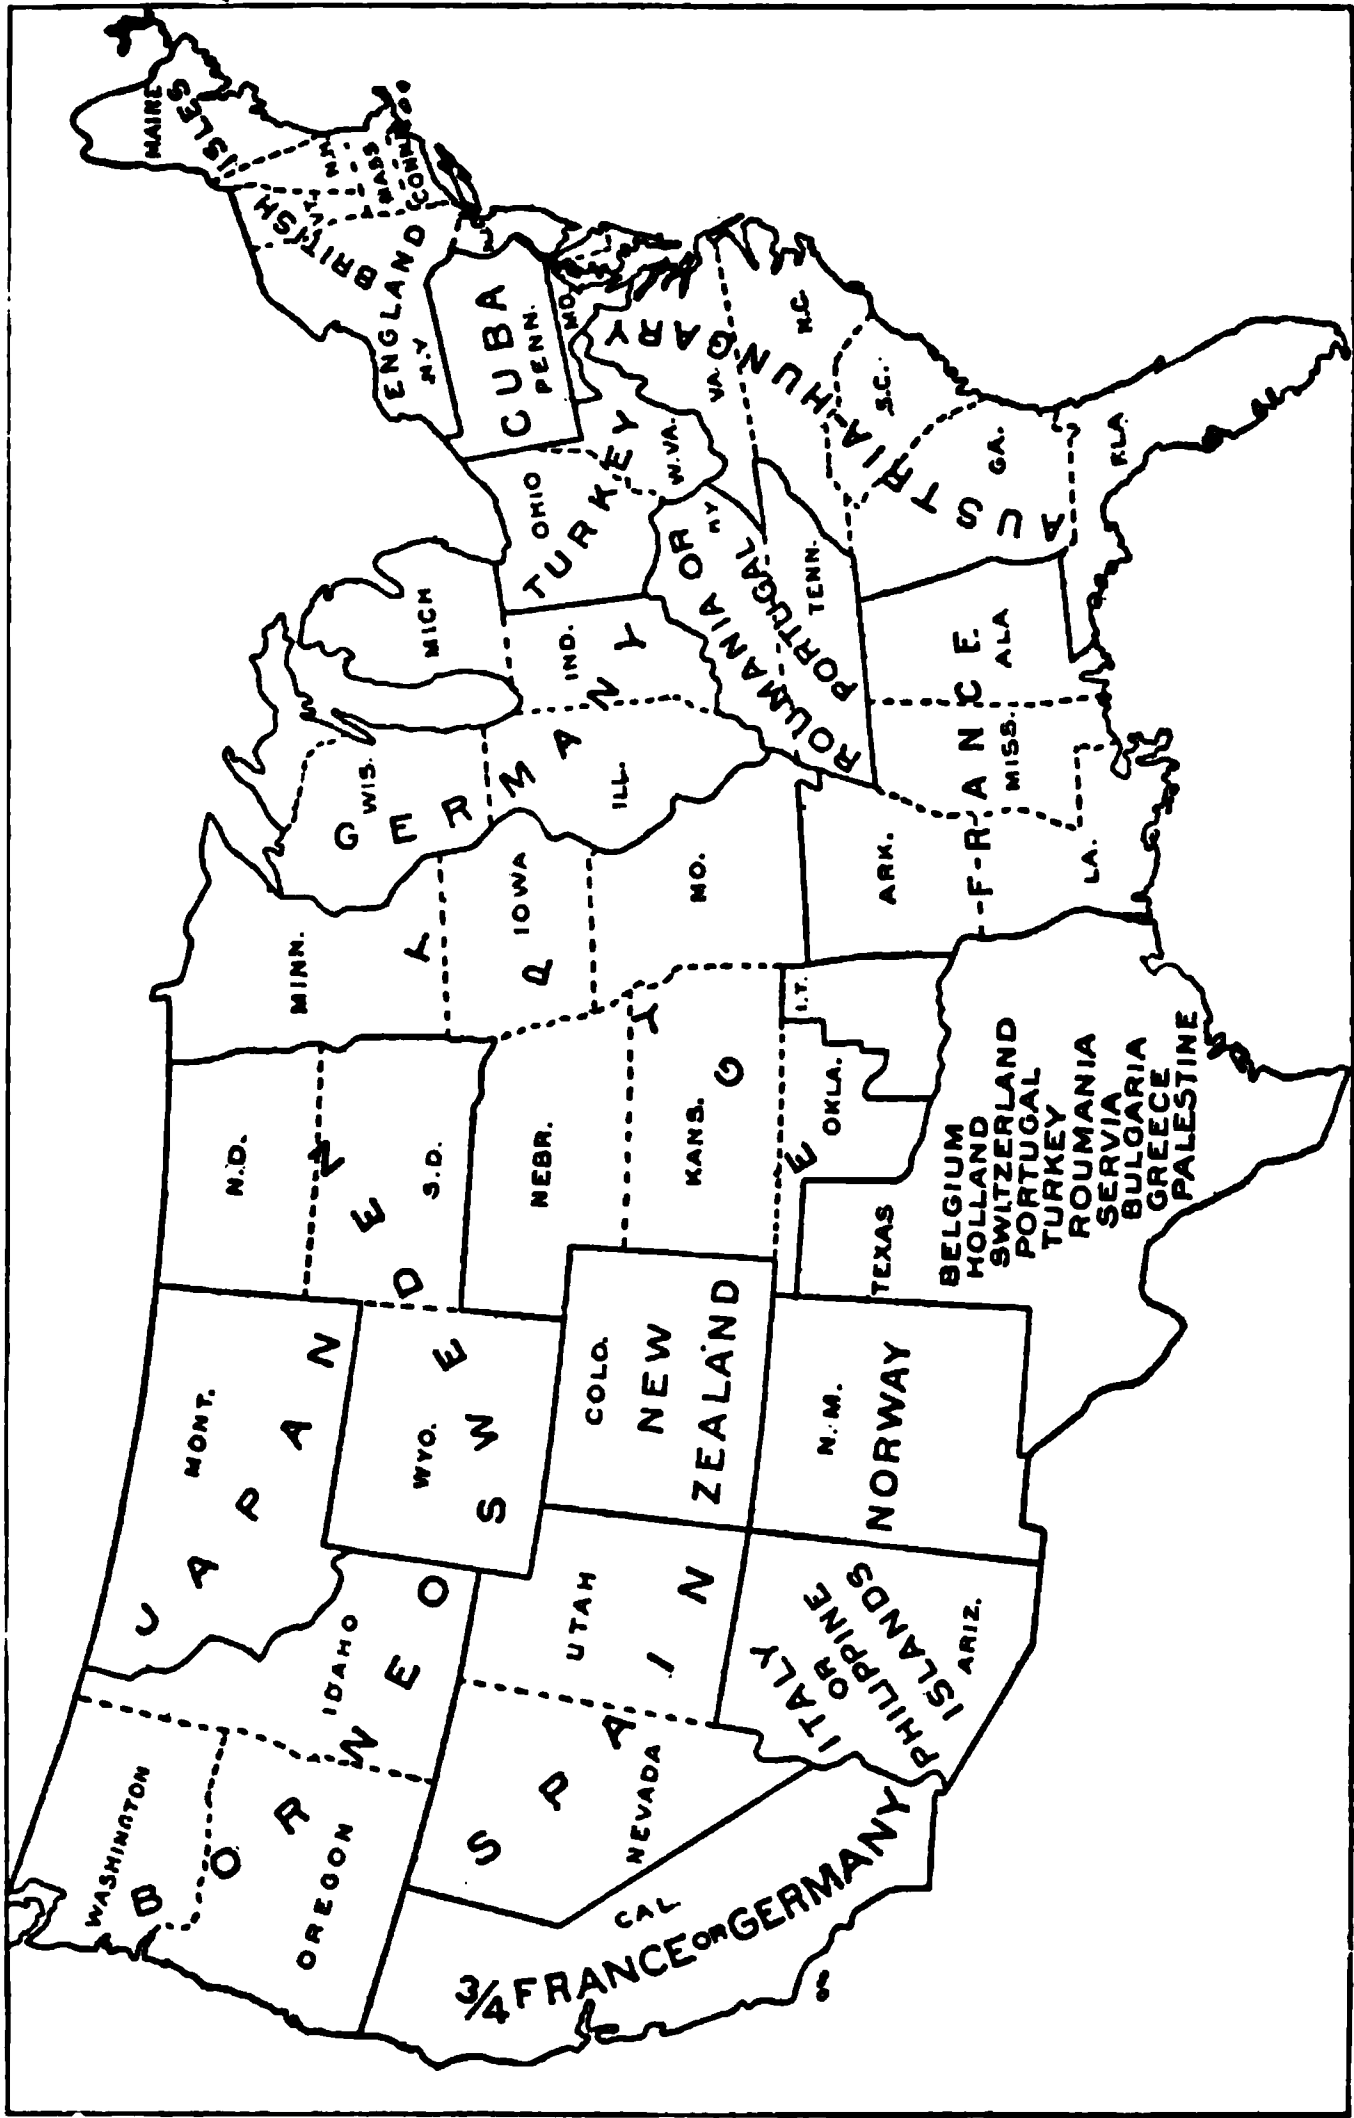 WASHINGTON
OREGON
IDAHO
BORNEO
MONT.
JAPAN
N.D.
S.D.
WYO.
SWEDEN
MINN.
IOWA
MO.
NEBR.
KANS.
OKLA.
I.T.
EGYPT
WIS.
MICH
ILL.
IND.
GERMANY
OHIO
W.VA.
TURKEY
MAINE
N.H.
VT.
MASS
CONN
N.Y
BRITISH ISLES
ENGLAND
CUBA
PENN.
MD.
VA.
N.C.
S.C.
GA.
FLA.
AUSTRIA-HUNGARY
KY
TENN.
ROUMANIA OR
PORTUGAL
ARK.
LA.
MISS.
ALA
FRANCE.
NEVADA
UTAH
SPAIN
CAL.
3/4 FRANCE OR GERMANY
COLO.
NEW
ZEALAND
ITALY
OR
PHILIPPINE
ISLANDS
ARIZ.
N.M.
NORWAY
TEXAS
BELGIUM
HOLLAND
SWITZERLAND
PORTUGAL
TURKEY
ROUMANIA
SERVIA
BULGARIA
GREECE
PALESTINE